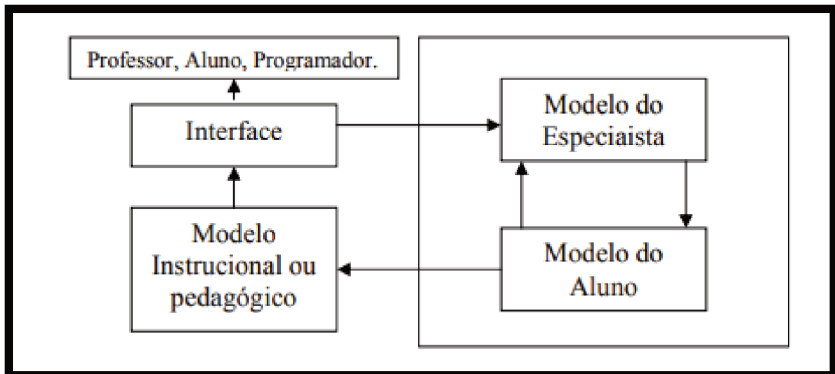 Professor, Aluno, Programador.
Interface
Modelo
Instrucional ou
pedagógico
Modelo do
Especiaista
Modelo do
Aluno